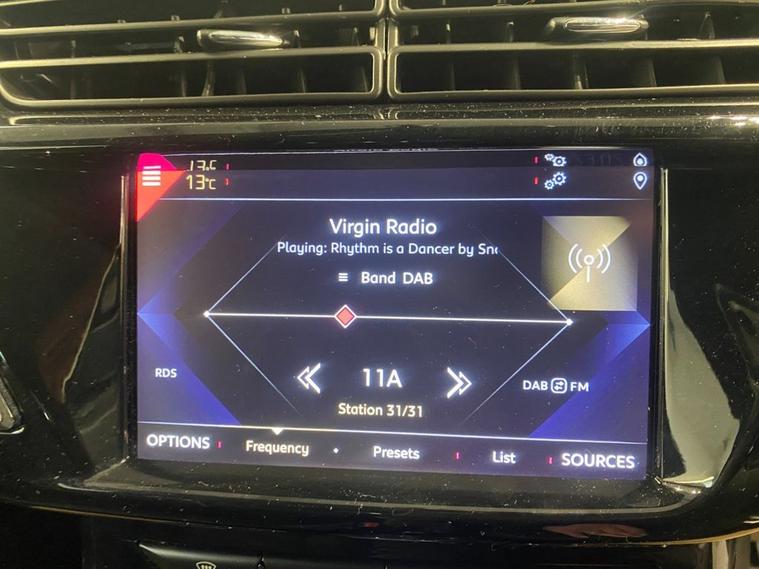 13°C
13°C
Virgin Radio
Playing: Rhythm is a Dancer by Sn
Band DAB
RDS
11A
DAB FM
Station 31/31
OPTIONS
Frequency
Presets
List
SOURCES